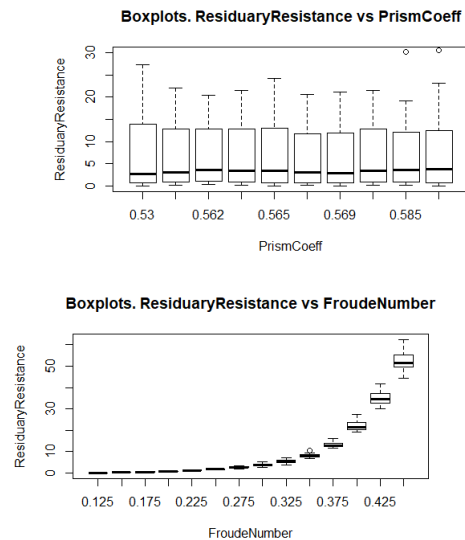 Boxplots. ResiduaryResistance vs PrismCoeff
ResiduaryResistance
30
20
10
5
0
0.53 0.562 0.565 0.569 0.585
PrismCoeff
Boxplots. ResiduaryResistance vs FroudeNumber
ResiduaryResistance
50
30
10
0
0.125 0.175 0.225 0.275 0.325 0.375 0.425
FroudeNumber